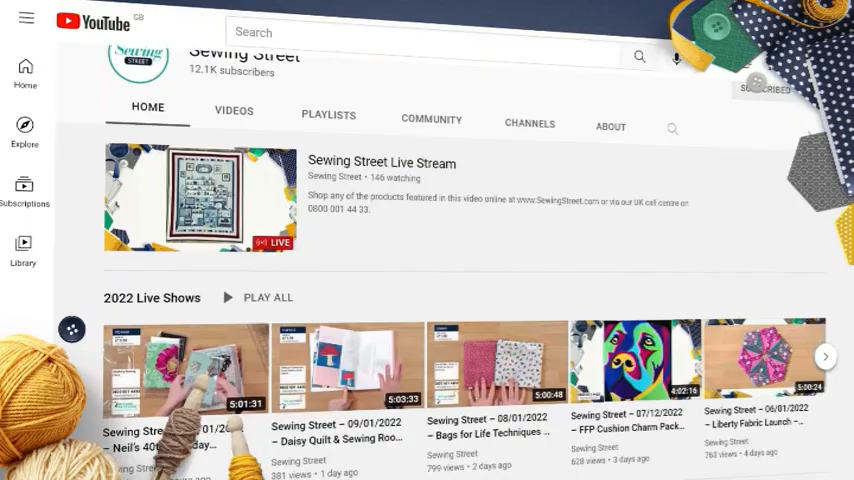 YouTube GB
Search
Sewing
STREET
Sewing Street
12.1K subscribers
SUBSCRIBED
HOME
VIDEOS
PLAYLISTS
COMMUNITY
CHANNELS
ABOUT
Home
Explore
Subscriptions
Library
Sewing Street Live Stream
Sewing Street • 146 watching
Shop any of the products featured in this video online at www.SewingStreet.com or via our UK call centre on
0800 001 44 33.
LIVE
2022 Live Shows
PLAY ALL
5:01:31
5:03:33
5:00:48
4:02:16
5:00:24
Sewing
– Neil's 40th
Sewing Street – 09/01/2022
– Daisy Quilt & Sewing Roo...
Sewing Street
381 views • 1 day ago
Sewing Street – 08/01/2022
– Bags for Life Techniques ...
Sewing Street
799 views • 2 days ago
Sewing Street – 07/12/2022
– FFP Cushion Charm Pack...
Sewing Street
628 views • 3 days ago
Sewing Street – 06/01/2022
– Liberty Fabric Launch –...
Sewing Street
763 views • 4 days ago